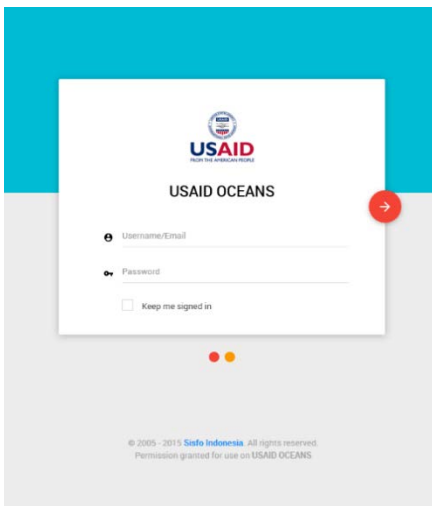 USAID
FROM THE AMERICAN PEOPLE
USAID OCEANS
Username/Email
Password
Keep me signed in
© 2005 - 2015 Sisfo Indonesia. All rights reserved.
Permission granted for use on USAID OCEANS